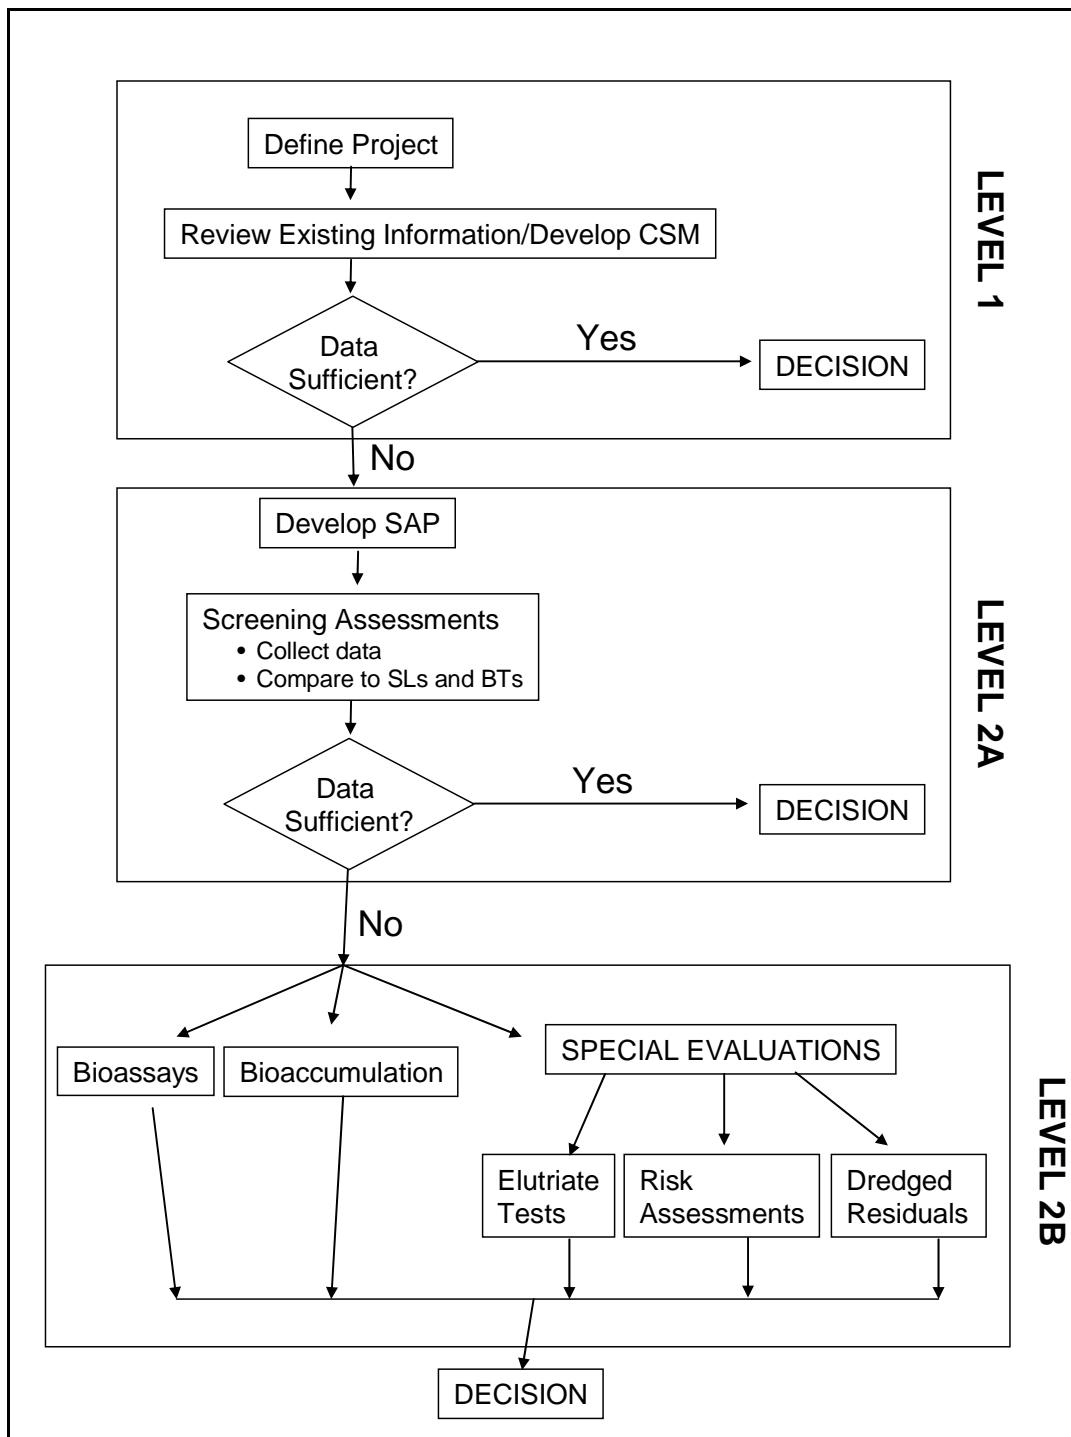 Define Project
Review Existing Information/Develop CSM
Data
Sufficient?
Yes
DECISION
LEVEL 1
No
Develop SAP
Screening Assessments
• Collect data
• Compare to SLs and BTs
Data
Sufficient?
Yes
DECISION
LEVEL 2A
No
Bioassays
Bioaccumulation
SPECIAL EVALUATIONS
Elutriate
Tests
Risk
Assessments
Dredged
Residuals
LEVEL 2B
DECISION